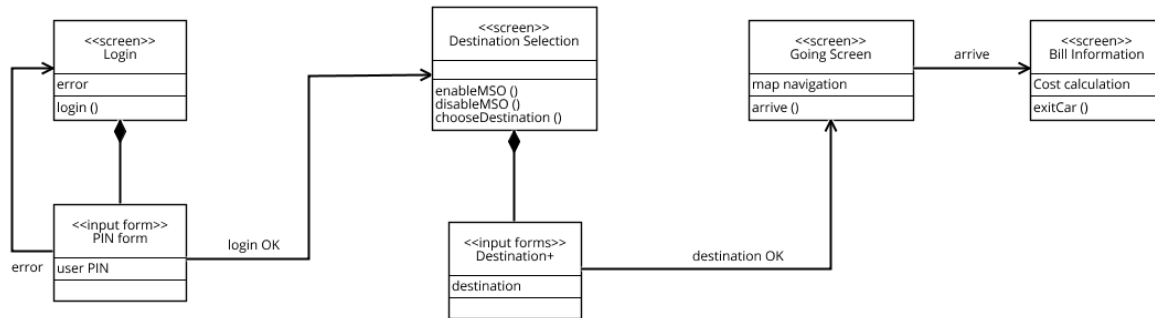 <<screen>>
Login
error
login ()
<<input form>>
PIN form
user PIN
error
login OK
<<screen>>
Destination Selection
enableMSO ()
disableMSO ()
chooseDestination ()
<<input forms>>
Destination+
destination
destination OK
<<screen>>
Going Screen
map navigation
arrive ()
arrive
<<screen>>
Bill Information
Cost calculation
exitCar ()